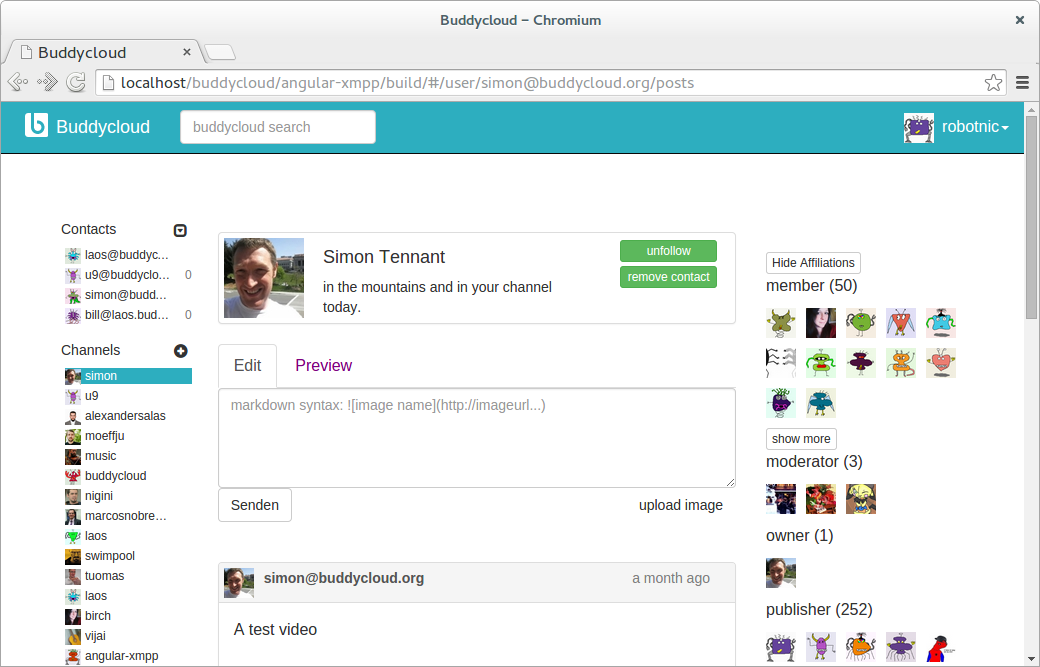 Buddycloud – Chromium
Buddycloud
localhost/buddycloud/angular-xmpp/build/#/user/simon@buddycloud.org/posts
Buddycloud
buddycloud search
robotnic
Contacts
laos@buddyc...
u9@buddyclo... 0
simon@budd...
bill@laos.bud... 0
Channels
simon
u9
alexandersalas
moeffju
music
buddycloud
nigini
marcosnobre...
laos
swimpool
tuomas
laos
birch
vijai
angular-xmpp
Simon Tennant
in the mountains and in your channel
today.
unfollow
remove contact
Edit
Preview
markdown syntax: ![image name](http://imageurl...)
Senden
upload image
simon@buddycloud.org
a month ago
A test video
Hide Affiliations
member (50)
show more
moderator (3)
owner (1)
publisher (252)